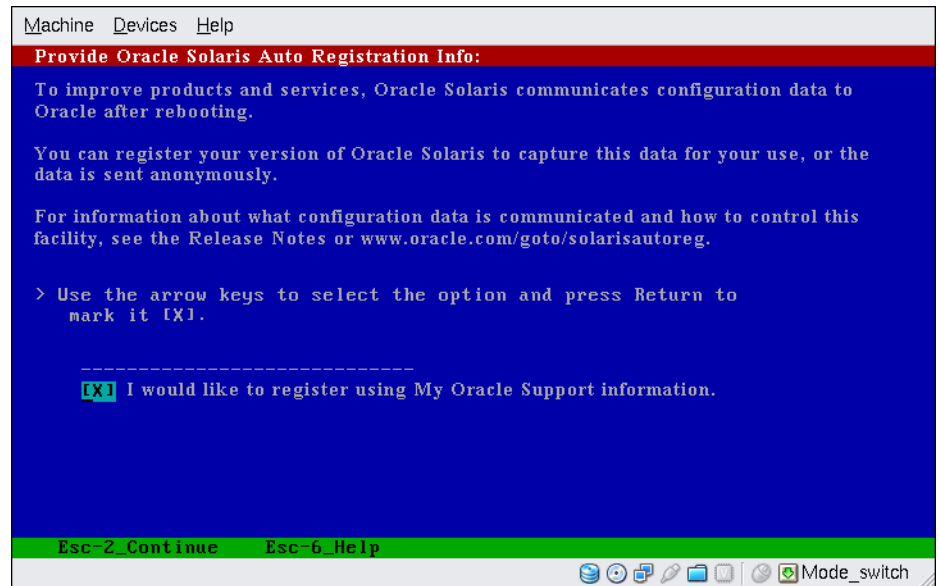 Machine Devices Help
Provide Oracle Solaris Auto Registration Info:
To improve products and services, Oracle Solaris communicates configuration data to
Oracle after rebooting.
You can register your version of Oracle Solaris to capture this data for your use, or the
data is sent anonymously.
For information about what configuration data is communicated and how to control this
facility, see the Release Notes or www.oracle.com/goto/solarisautoreg.
> Use the arrow keys to select the option and press Return to
mark it [X].
______________________________
[X] I would like to register using My Oracle Support information.
Esc-2_Continue Esc-6_Help
Mode_switch